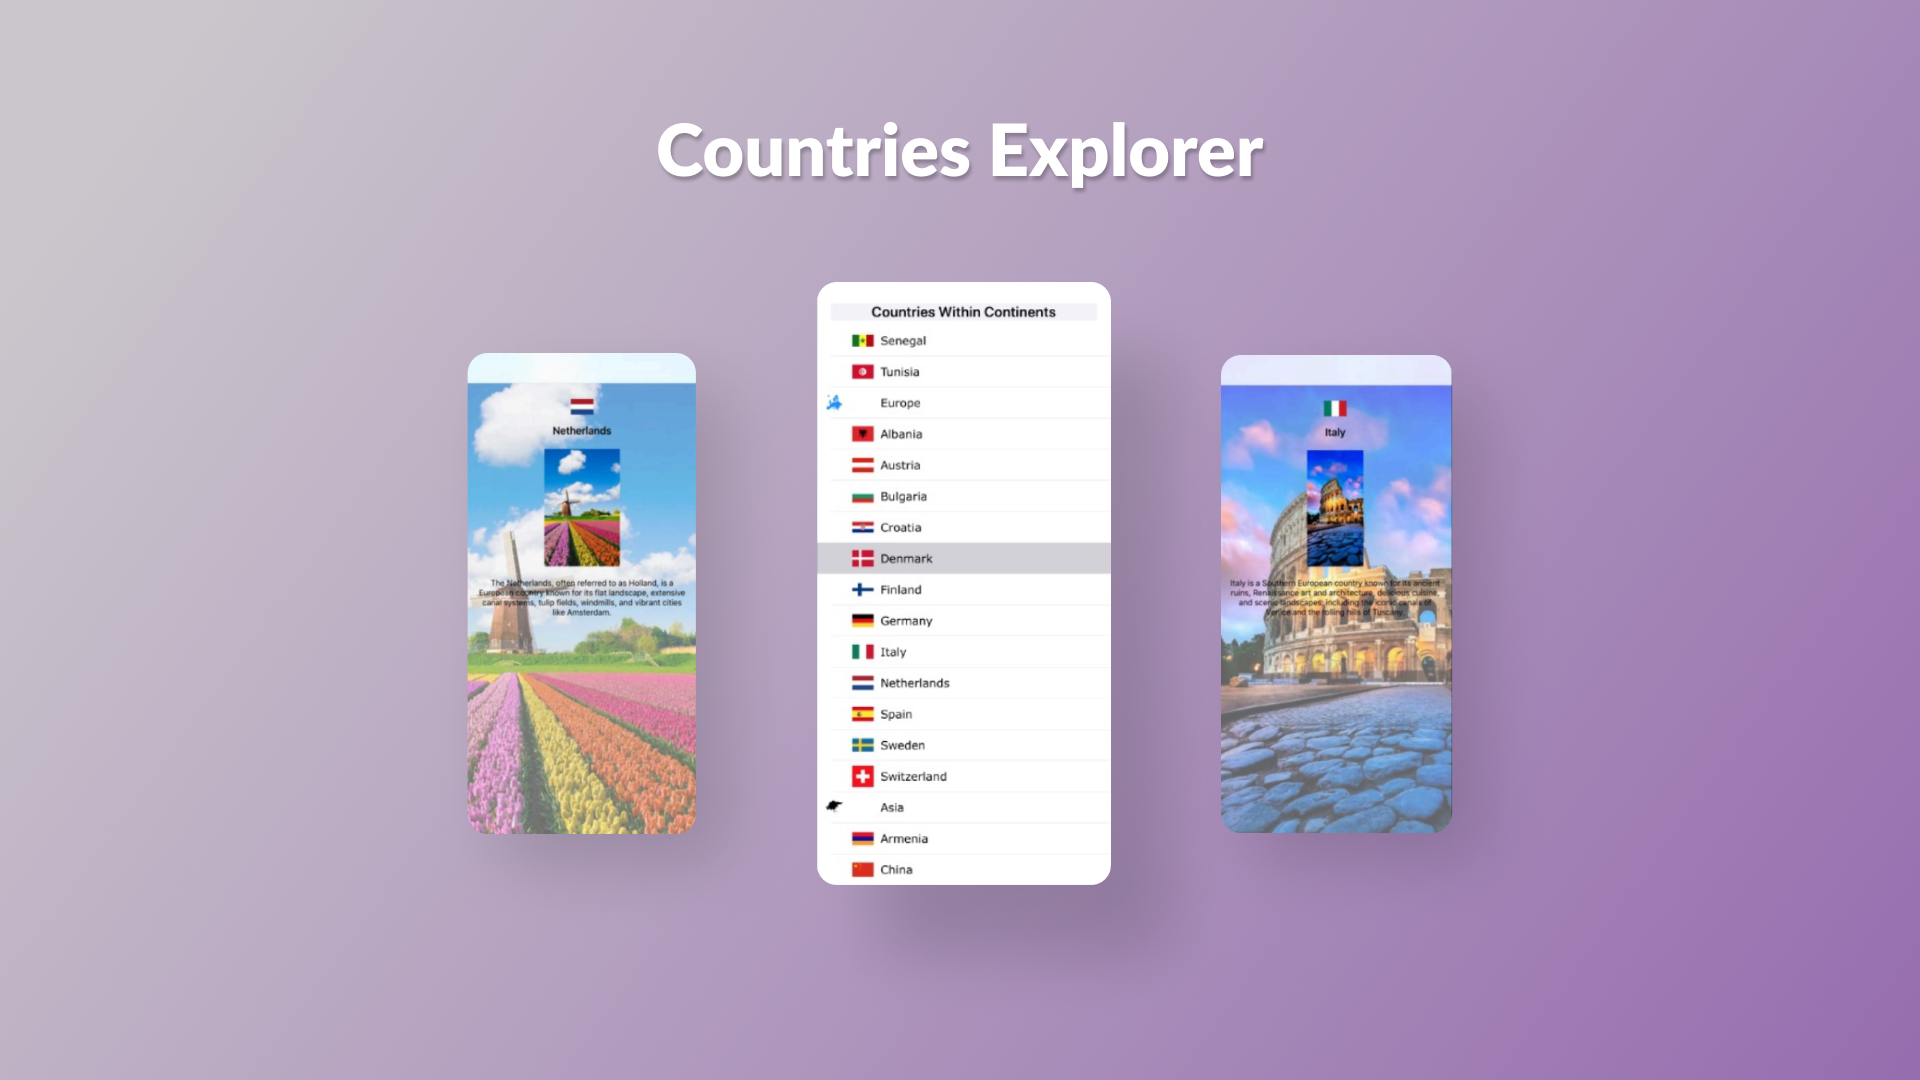 Countries Explorer
Netherlands
The Netherlands, often referred to as Holland, is a
European country known for its flat landscape, extensive
canal systems, tulip fields, windmills, and vibrant cities
like Amsterdam.
Countries Within Continents
Senegal
Tunisia
Europe
Albania
Austria
Bulgaria
Croatia
Denmark
Finland
Germany
Italy
Netherlands
Spain
Sweden
Switzerland
Asia
Armenia
China
Italy
Italy is a Southern European country known for its ancient
ruins, Renaissance art and architecture, delicious cuisine,
and scenic landscapes, including the iconic canals of
Venice and the rolling hills of Tuscany.